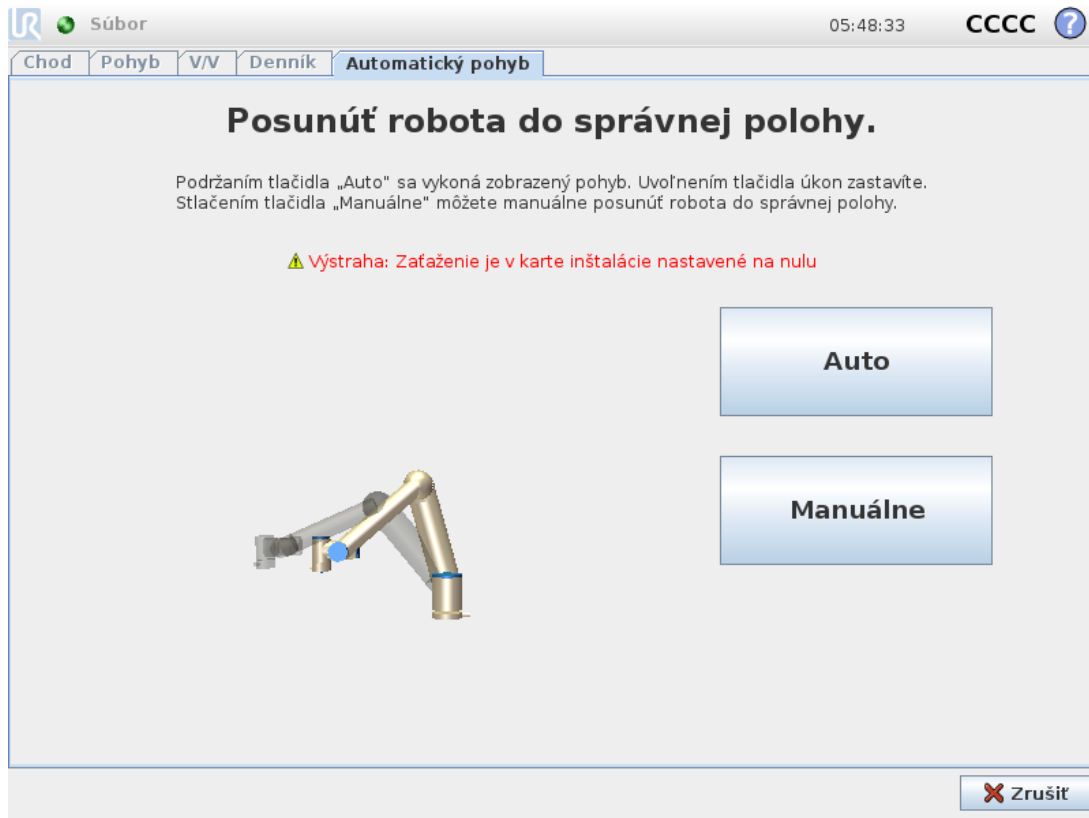 UR Súbor 05:48:33 CCCC ?
Chod Pohyb V/V Denník Automatický pohyb
Posunúť robota do správnej polohy.
Podržaním tlačidla „Auto" sa vykoná zobrazený pohyb. Uvoľnením tlačidla úkon zastavíte.
Stlačením tlačidla „Manuálne" môžete manuálne posunúť robota do správnej polohy.
Výstraha: Zaťaženie je v karte inštalácie nastavené na nulu
Auto
Manuálne
Zrušiť